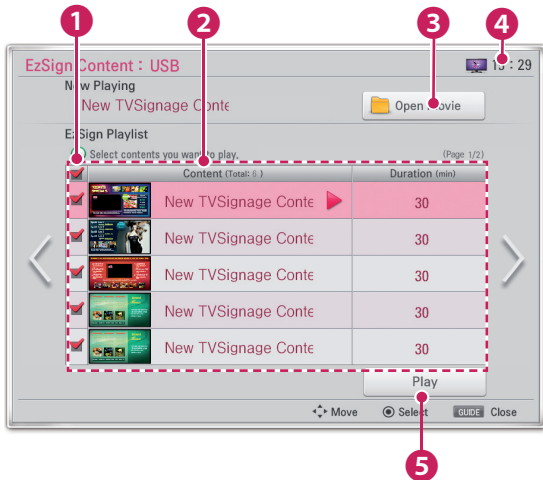 1 2 3 4
EzSign Content : USB
: 29
Now Playing
New TVSignage Conte
Open Movie
EzSign Playlist
Select contents you want to play.
(Page 1/2)
Content (Total: 6 )
Duration (min)
New TVSignage Conte
30
New TVSignage Conte
30
New TVSignage Conte
30
New TVSignage Conte
30
New TVSignage Conte
30
Play
Move
Select
GUIDE Close
5